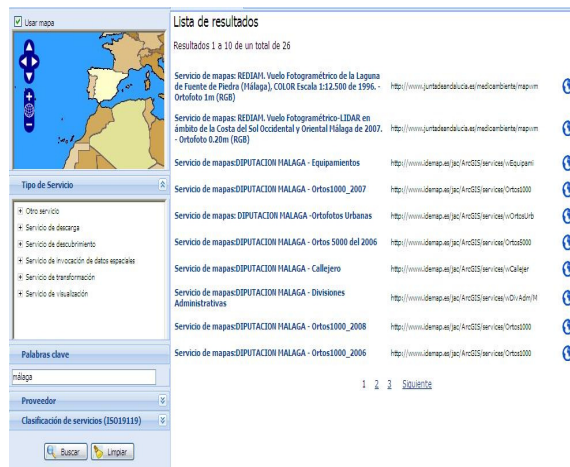 Usar mapa
Tipo de Servicio
Otro servicio
Servicio de descarga
Servicio de descubrimiento
Servicio de invocación de datos espaciales
Servicio de transformación
Servicio de visualización
Palabras clave
málaga
Proveedor
Clasificación de servicios (ISO19119)
Buscar Limpiar
Lista de resultados
Resultados 1 a 10 de un total de 26
Servicio de mapas: REDIAM. Vuelo Fotogramétrico de la Laguna
de Fuente de Piedra (Málaga), COLOR Escala 1:12.500 de 1996. -
Ortofoto 1m (RGB)
http://www.juntadeandalucia.es/medioambiente/mapwm
Servicio de mapas: REDIAM. Vuelo Fotogramétrico-LIDAR en
ámbito de la Costa del Sol Occidental y Oriental Málaga de 2007.
- Ortofoto 0.20m (RGB)
http://www.juntadeandalucia.es/medioambiente/mapwm
Servicio de mapas:DIPUTACION MALAGA - Equipamientos
http://www.idemap.es/jac/ArcGIS/services/wEquipami
Servicio de mapas:DIPUTACION MALAGA - Ortos1000_2007
http://www.idemap.es/jac/ArcGIS/services/Ortos1000
Servicio de mapas: DIPUTACION MALAGA -Ortofotos Urbanas
http://www.idemap.es/jac/ArcGIS/services/wOrtosUrb
Servicio de mapas:DIPUTACION MALAGA - Ortos 5000 del 2006
http://www.idemap.es/jac/ArcGIS/services/Ortos5000
Servicio de mapas:DIPUTACION MALAGA - Callejero
http://www.idemap.es/jac/ArcGIS/services/wCallejer
Servicio de mapas:DIPUTACION MALAGA - Divisiones
Administrativas
http://www.idemap.es/jac/ArcGIS/services/wDivAdm/M
Servicio de mapas:DIPUTACION MALAGA - Ortos1000_2008
http://www.idemap.es/jac/ArcGIS/services/Ortos1000
Servicio de mapas:DIPUTACION MALAGA - Ortos1000_2006
http://www.idemap.es/jac/ArcGIS/services/Ortos1000
1 2 3 Siguiente